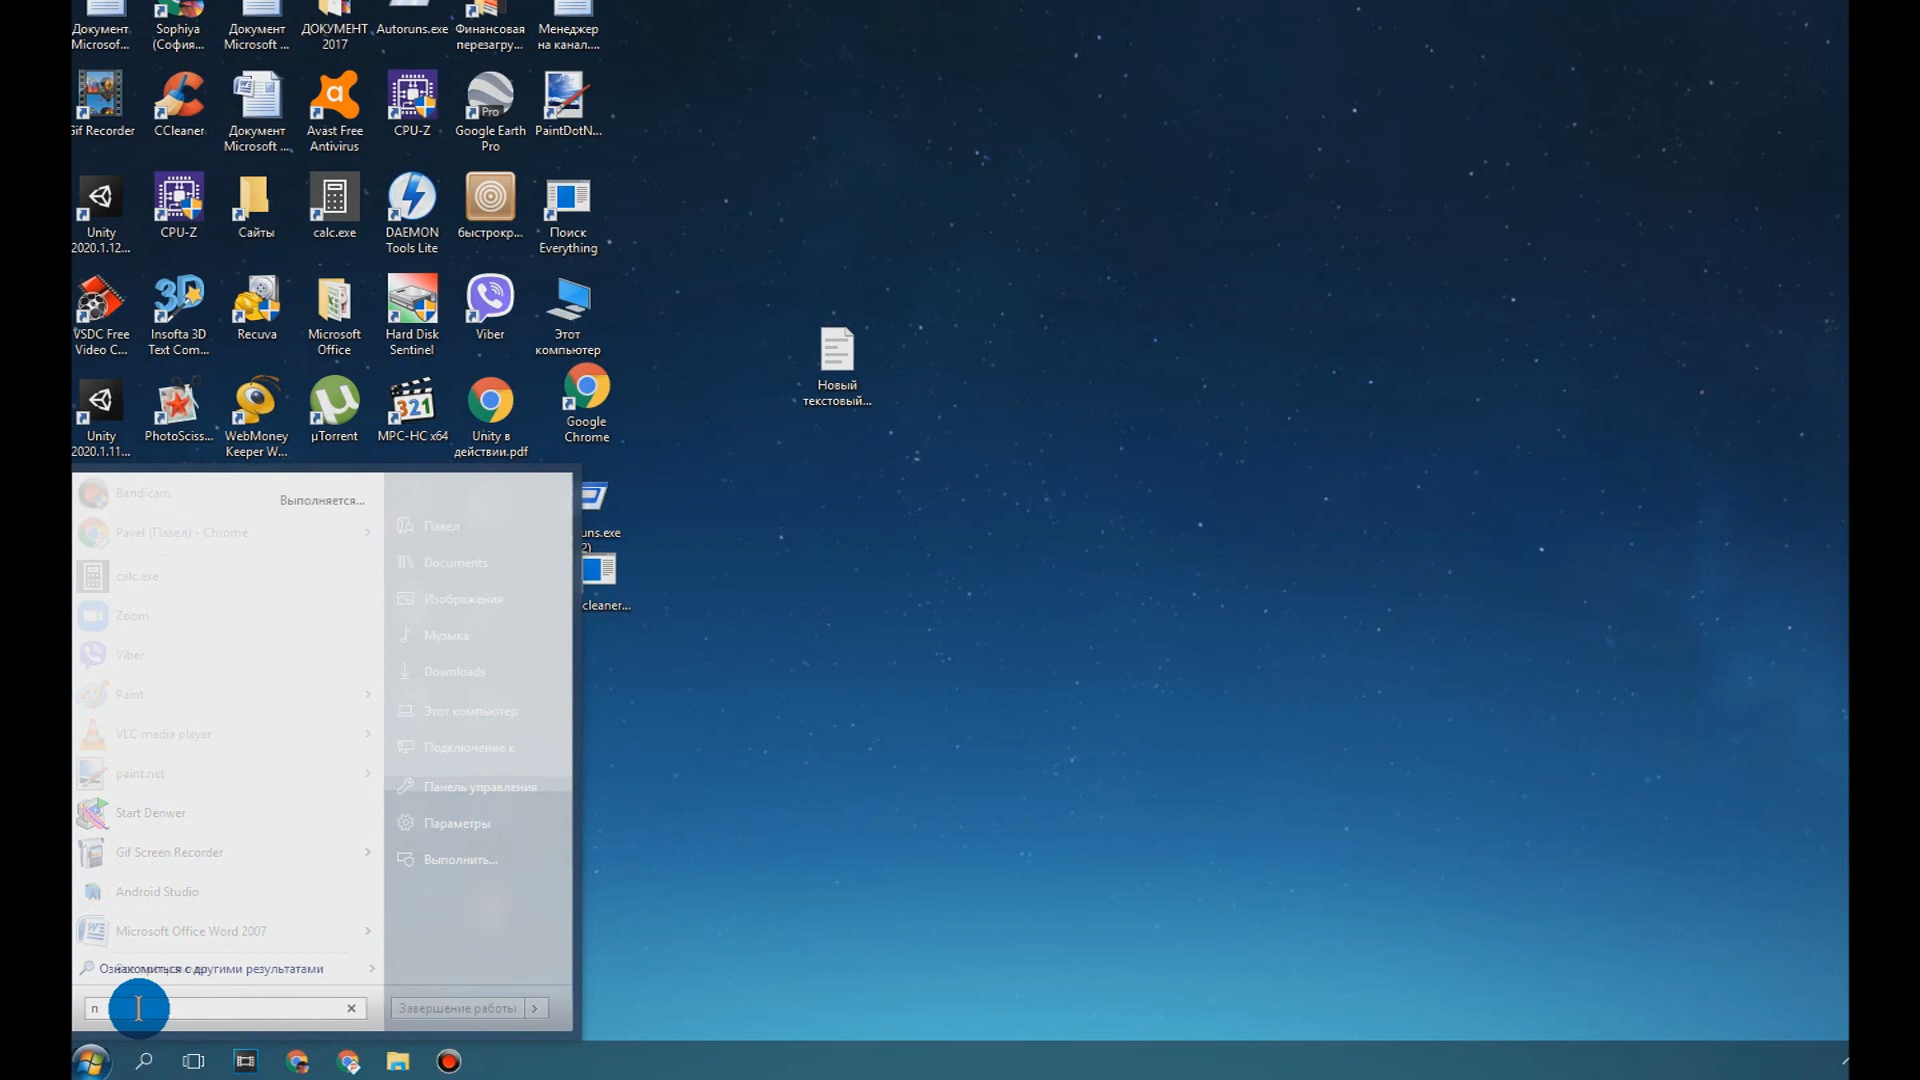 Документ
Microsof...
Sophiya
(София...
Документ
Microsoft ...
ДОКУМЕНТ
2017
Autoruns.exe
Финансовая
перезагру...
Менеджер
на канал....
Gif Recorder
CCleaner
Документ
Microsoft ...
Avast Free
Antivirus
CPU-Z
Pro
Google Earth
Pro
PaintDotN...
Unity
2020.1.12...
CPU-Z
Сайты
calc.exe
DAEMON
Tools Lite
быстрокр...
Поиск
Everything
VSDC Free
Video C...
Insofta 3D
Text Com...
Recuva
Microsoft
Office
Hard Disk
Sentinel
Viber
Этот
компьютер
Новый
текстовый...
Unity
2020.1.11...
PhotoSciss...
WebMoney
Keeper W...
µTorrent
321
MPC-HC x64
Unity в
действии.pdf
Google
Chrome
uns.exe
2)
cleaner...
Bandicam
Выполняется...
Pavel (Павел) - Chrome
calc.exe
Zoom
Viber
Paint
VLC media player
paint.net
Start Denwer
Gif Screen Recorder
Android Studio
Microsoft Office Word 2007
Ознакомиться с другими результатами
п
Павел
Documents
Изображения
Музыка
Downloads
Этот компьютер
Подключение к
Панель управления
Параметры
Выполнить...
Завершение работы